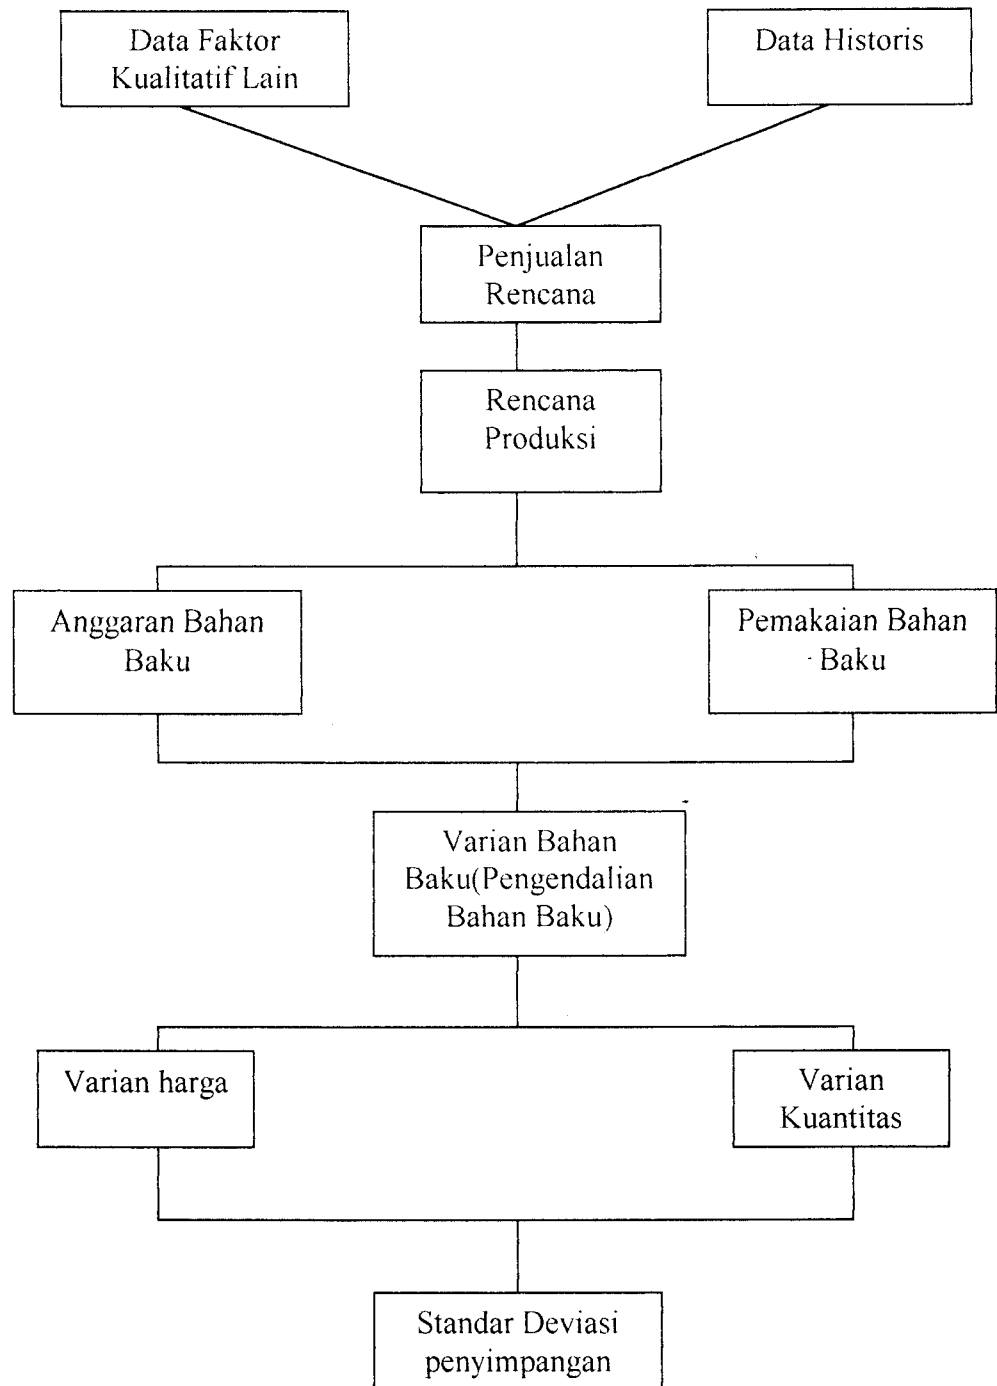 Data Faktor
Kualitatif Lain
Data Historis
Penjualan
Rencana
Rencana
Produksi
Anggaran Bahan
Baku
Pemakaian Bahan
Baku
Varian Bahan
Baku(Pengendalian
Bahan Baku)
Varian harga
Varian
Kuantitas
Standar Deviasi
penyimpangan